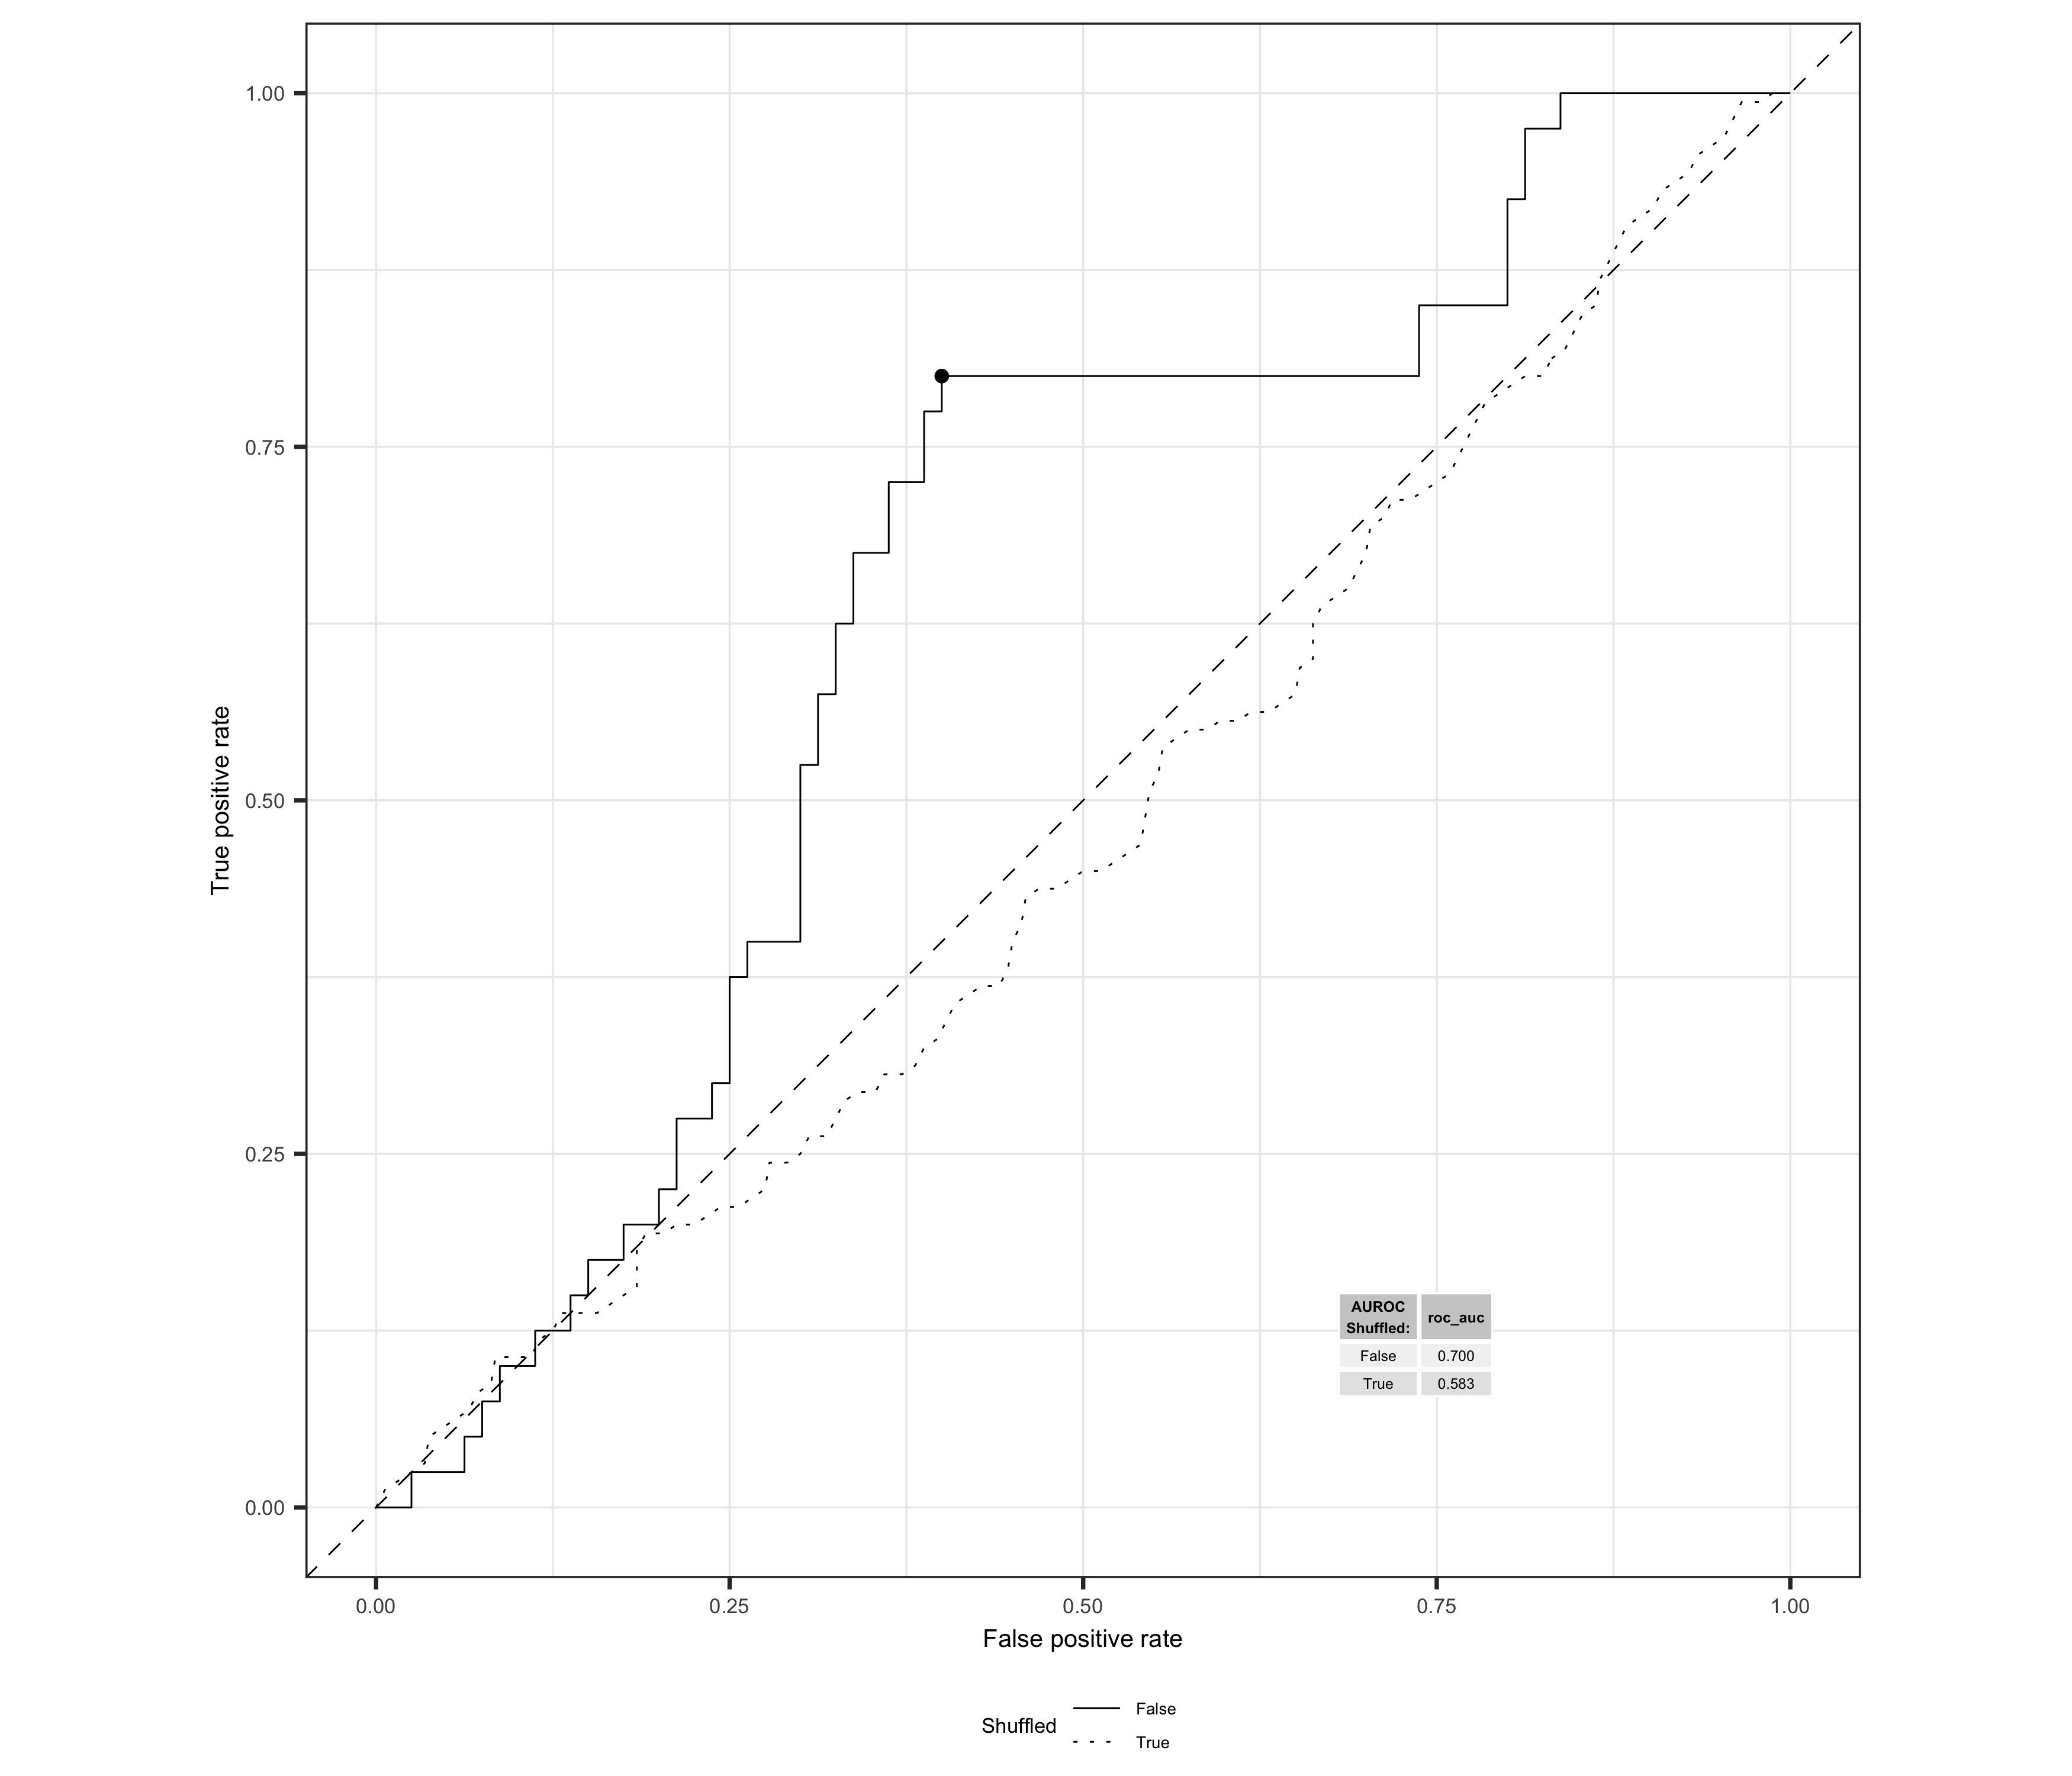 1.00
0.75
0.50
0.25
0.00
True positive rate
AUROC
Shuffled:
roc_auc
False 0.700
True 0.583
0.00 0.25 0.50 0.75 1.00
False positive rate
Shuffled
False
True